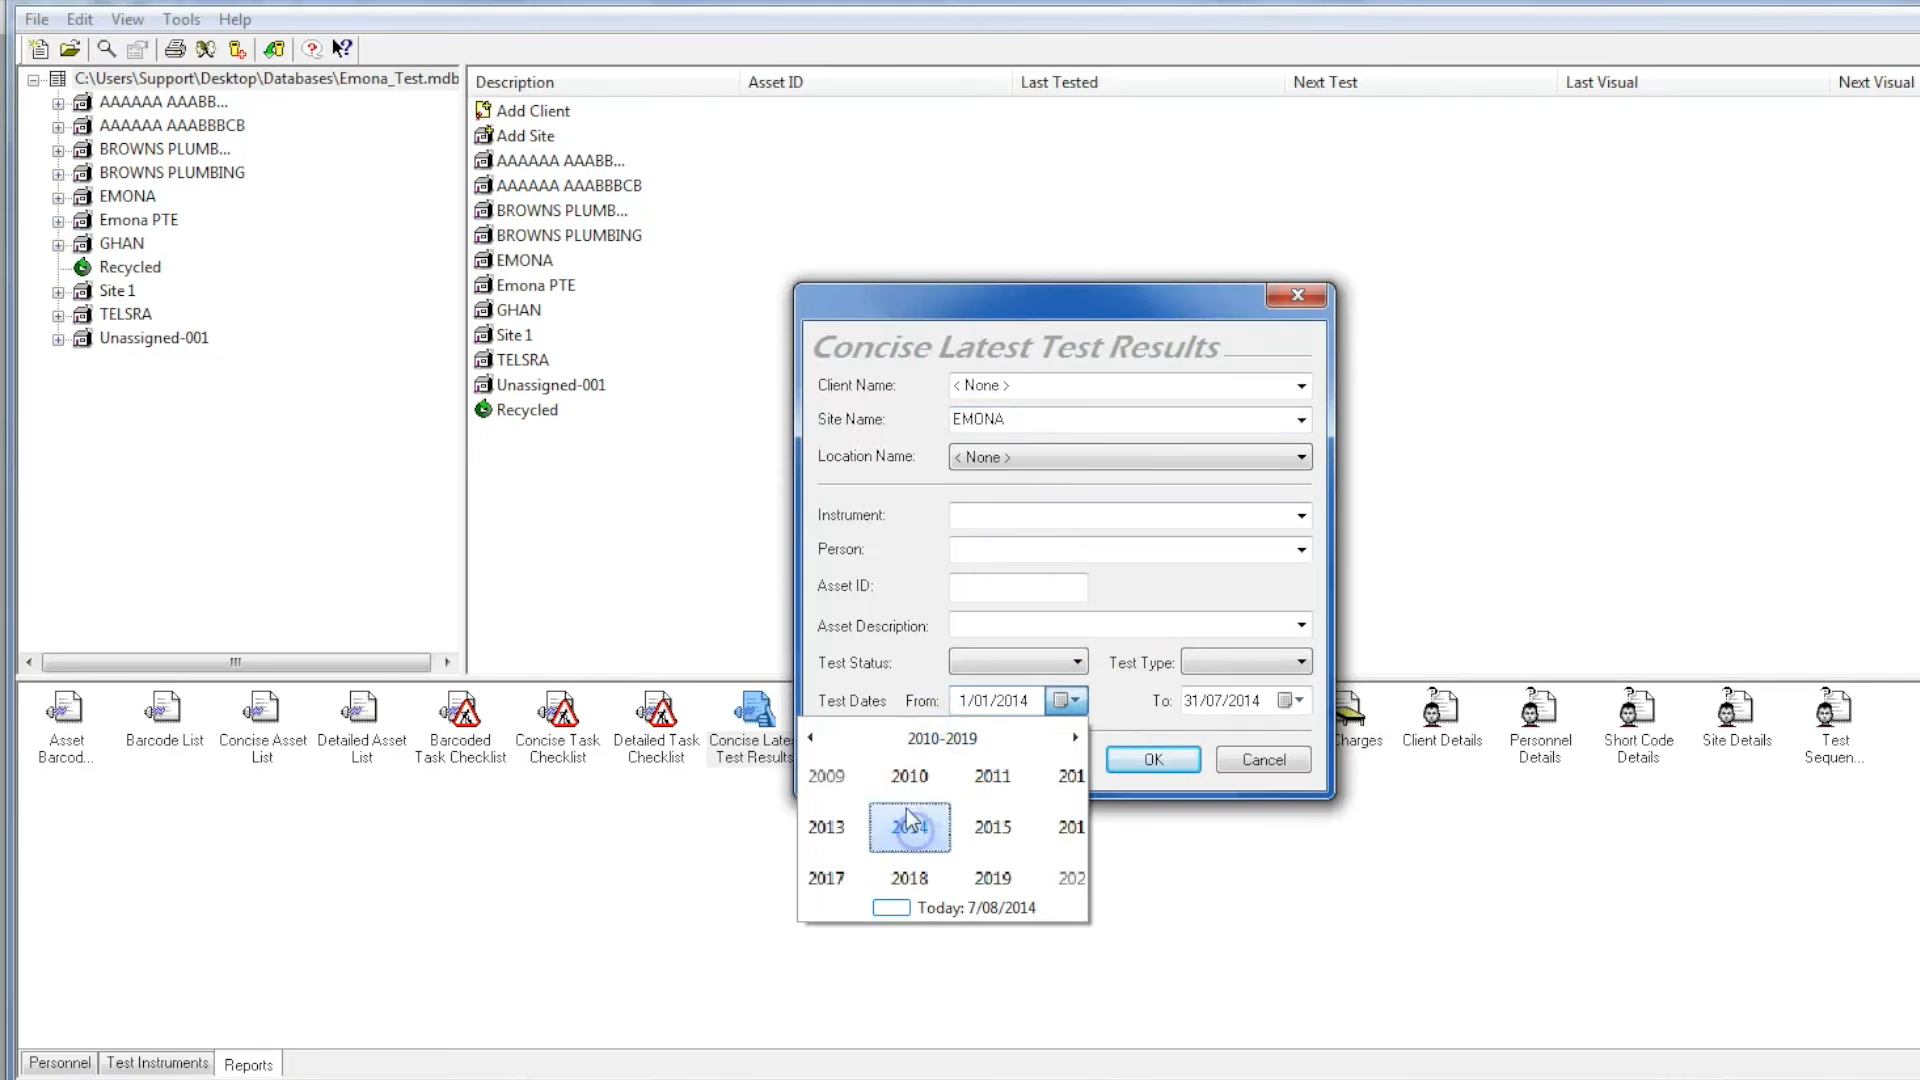 File Edit View Tools Help
C:\Users\Support\Desktop\Databases\Emona_Test.mdb
AAAAAA AAABB...
AAAAAA AAABBBCB
BROWNS PLUMB...
BROWNS PLUMBING
EMONA
Emona PTE
GHAN
Recycled
Site 1
TELSRA
Unassigned-001
Description Asset ID Last Tested Next Test Last Visual Next Visual
Add Client
Add Site
AAAAAA AAABB...
AAAAAA AAABBBCB
BROWNS PLUMB...
BROWNS PLUMBING
EMONA
Emona PTE
GHAN
Site 1
TELSRA
Unassigned-001
Recycled
Concise Latest Test Results
Client Name: < None >
Site Name: EMONA
Location Name: < None >
Instrument:
Person:
Asset ID:
Asset Description:
Test Status: Test Type:
Test Dates From: 1/01/2014 To: 31/07/2014
OK Cancel
2010-2019
2009 2010 2011 201
2013 2014 2015 201
2017 2018 2019 202
Today: 7/08/2014
Asset Barcod...
Barcode List
Concise Asset List
Detailed Asset List
Barcoded Task Checklist
Concise Task Checklist
Detailed Task Checklist
Concise Late
Test Results
Charges
Client Details
Personnel Details
Short Code Details
Site Details
Test Sequen...
Personnel Test Instruments Reports